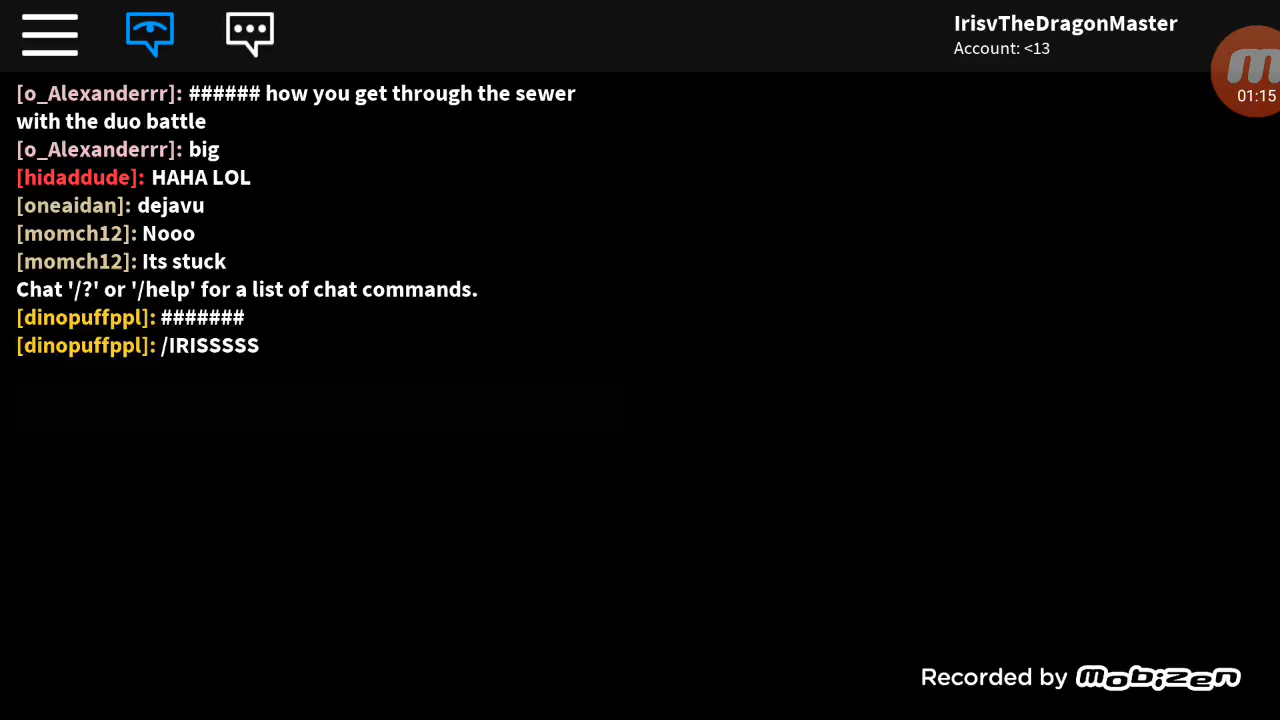 IrisvTheDragonMaster
Account: <13
01:15
[o_Alexanderrr]: ###### how you get through the sewer
with the duo battle
[o_Alexanderrr]: big
[hidaddude]: HAHA LOL
[oneaidan]: dejavu
[momch12]: Nooo
[momch12]: Its stuck
Chat '/?' or '/help' for a list of chat commands.
[dinopuffppl]: #######
[dinopuffppl]: /IRISSSSS
Recorded by mobizen